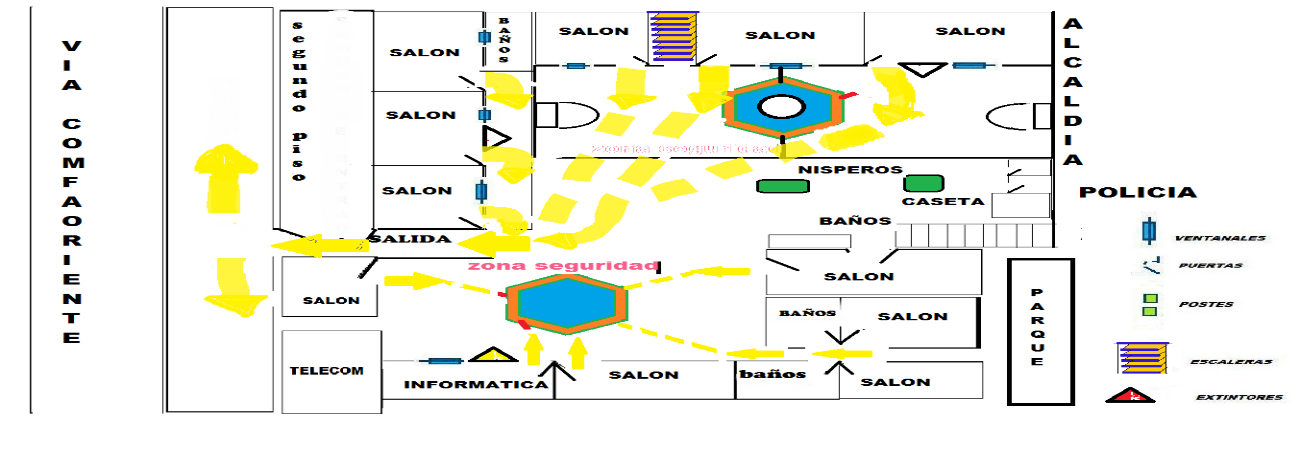 VIA COMFAORIENTE
segundo piso
SALON
BAÑOS
SALON
SALON
SALON
ALCALDIA
SALON
SALON
NISPEROS
CASETA
POLICIA
BAÑOS
SALIDA
zona seguridad
SALON
SALON
BAÑOS
SALON
PARQUE
TELECOM
INFORMATICA
SALON
baños
SALON
VENTANALES
PUERTAS
POSTES
ESCALERAS
EXTINTORES